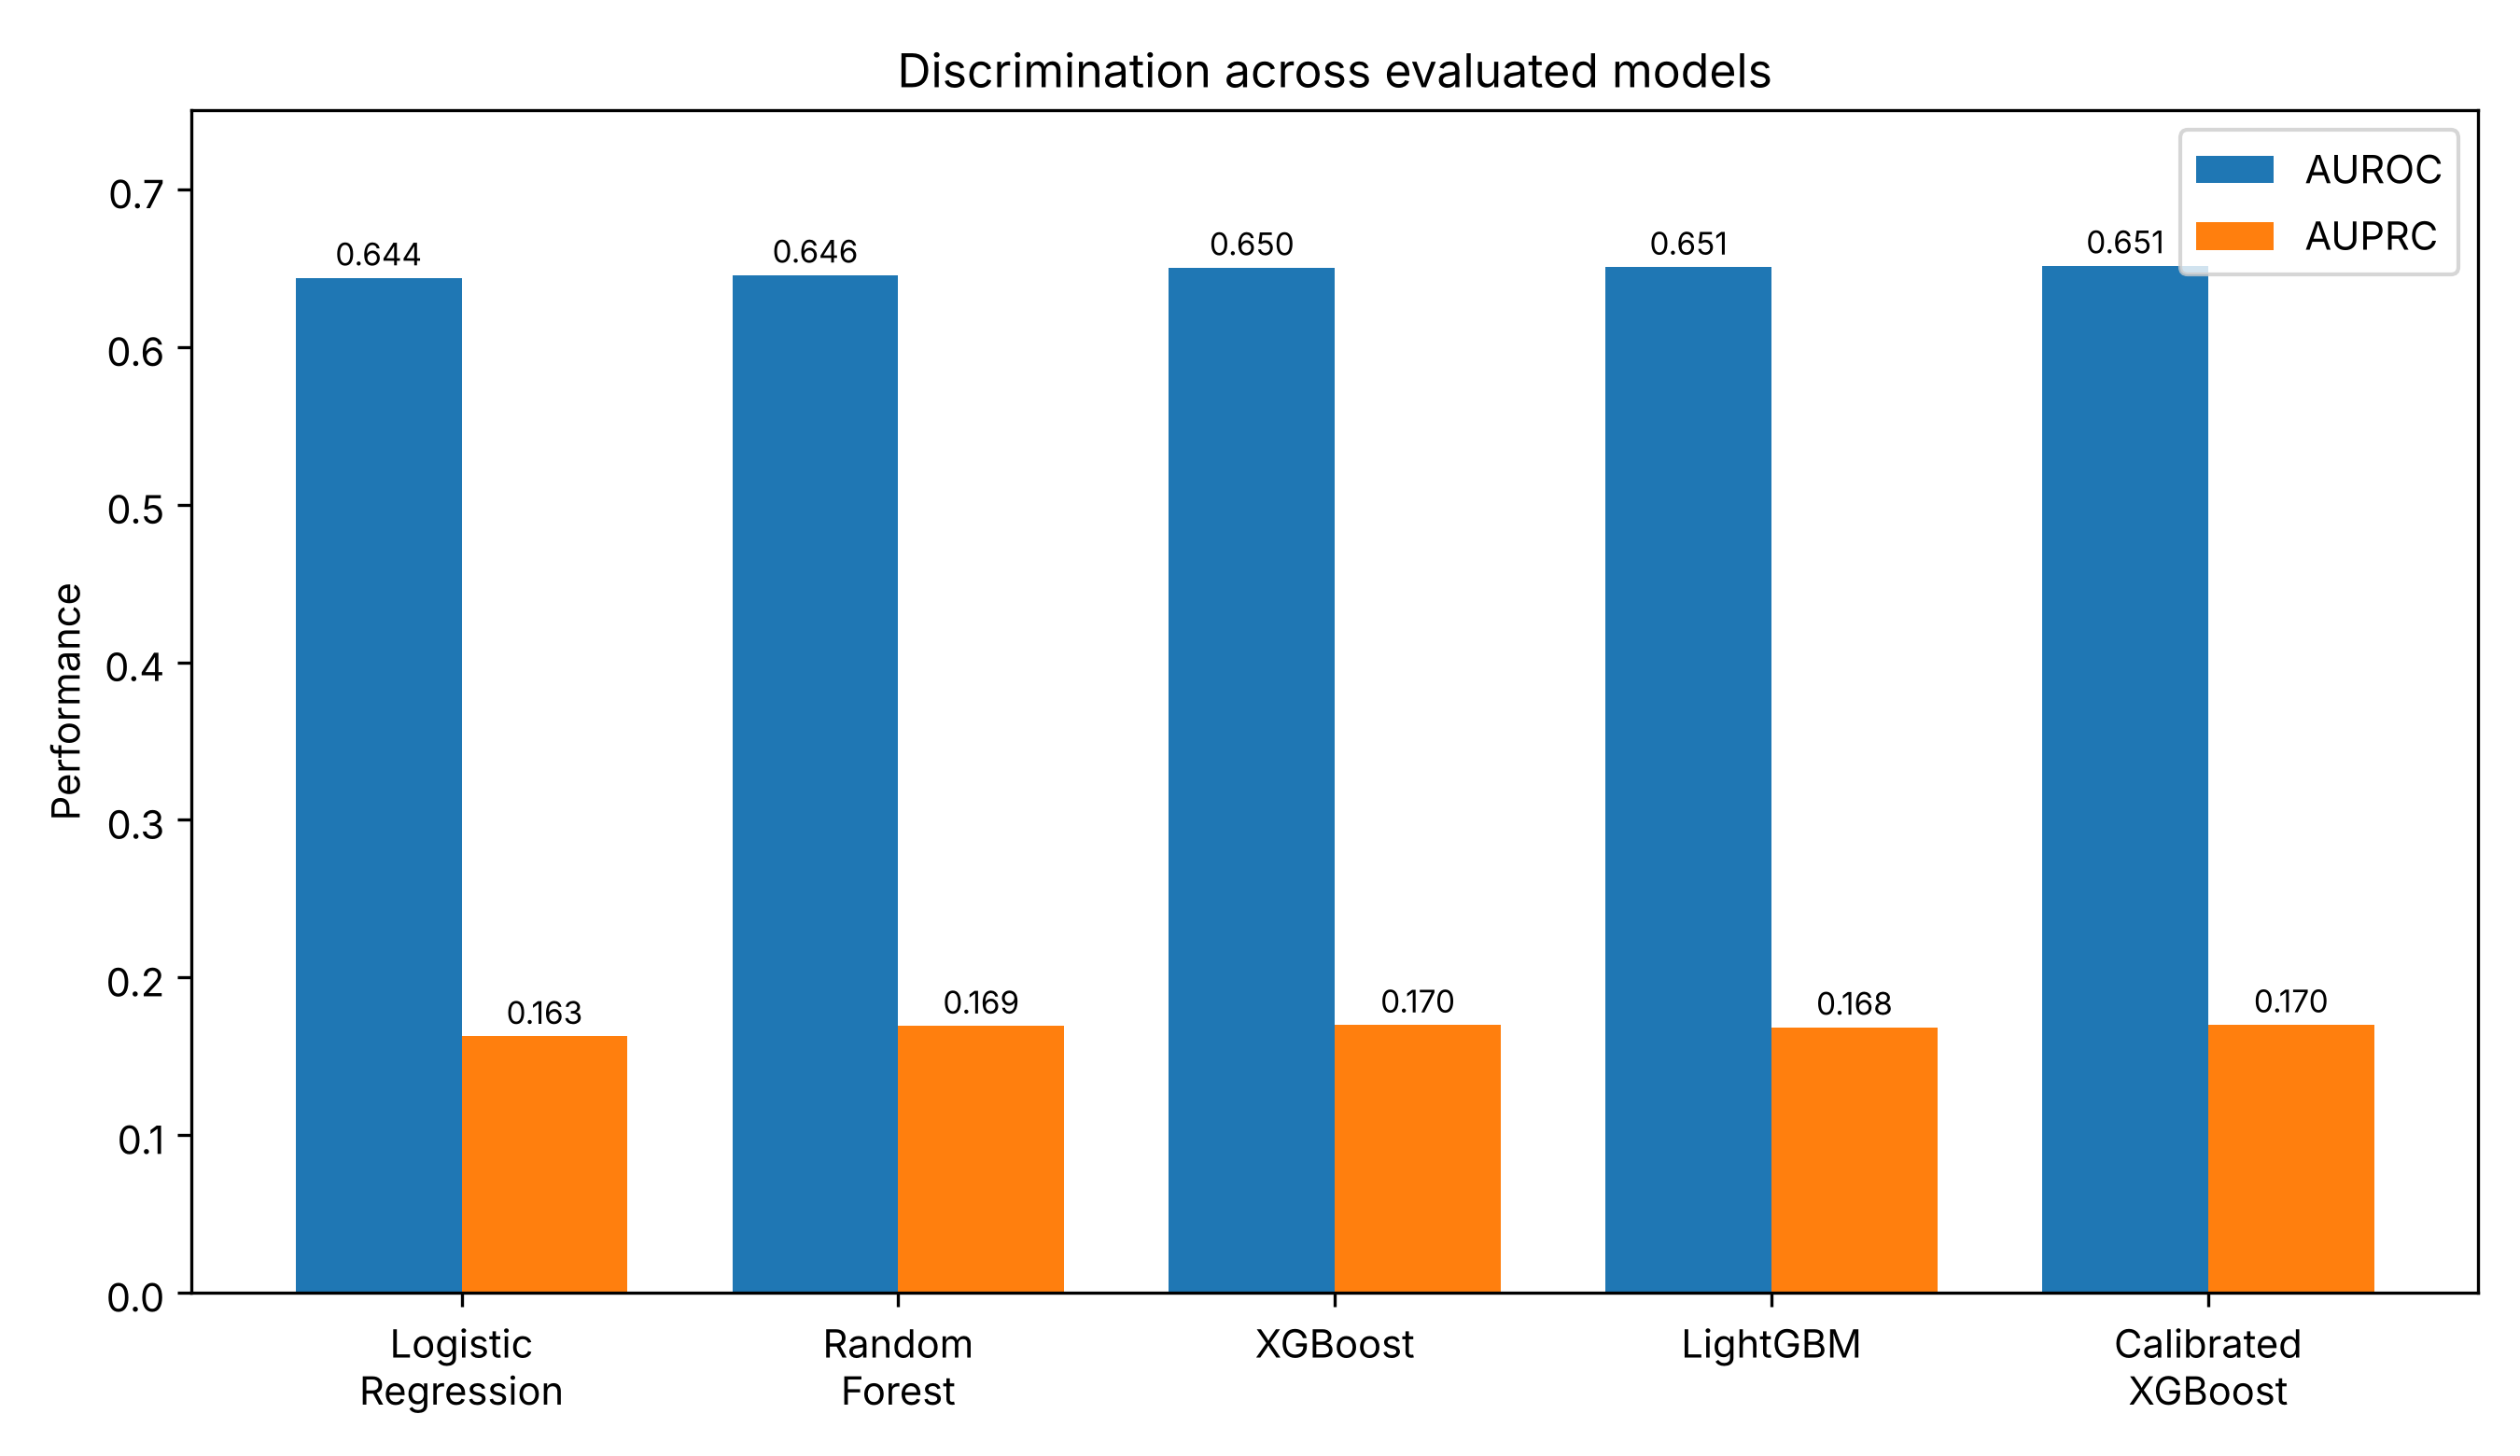 Discrimination across evaluated models
AUROC
AUPRC
Performance
0.7
0.6
0.5
0.4
0.3
0.2
0.1
0.0
0.644
0.163
0.646
0.169
0.650
0.170
0.651
0.168
0.651
0.170
Logistic
Regression
Random
Forest
XGBoost
LightGBM
Calibrated
XGBoost